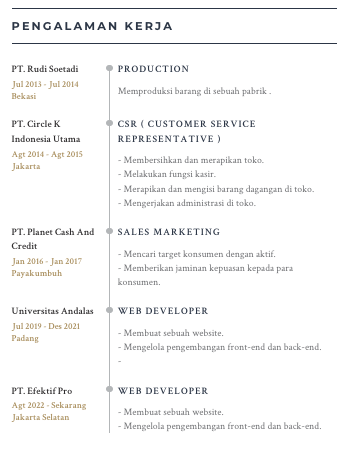 PENGALAMAN KERJA
PT. Rudi Soetadi
Jul 2013 - Jul 2014
Bekasi
PRODUCTION
Memproduksi barang di sebuah pabrik .
PT. Circle K
Indonesia Utama
Agt 2014 - Agt 2015
Jakarta
CSR ( CUSTOMER SERVICE
REPRESENTATIVE )
- Membersihkan dan merapikan toko.
- Melakukan fungsi kasir.
- Merapikan dan mengisi barang dagangan di toko.
- Mengerjakan administrasi di toko.
PT. Planet Cash And
Credit
Jan 2016 - Jan 2017
Payakumbuh
SALES MARKETING
- Mencari target konsumen dengan aktif.
- Memberikan jaminan kepuasan kepada para
konsumen.
Universitas Andalas
Jul 2019 - Des 2021
Padang
WEB DEVELOPER
- Membuat sebuah website.
- Mengelola pengembangan front-end dan back-end.
-
PT. Efektif Pro
Agt 2022 - Sekarang
Jakarta Selatan
WEB DEVELOPER
- Membuat sebuah website.
- Mengelola pengembangan front-end dan back-end.